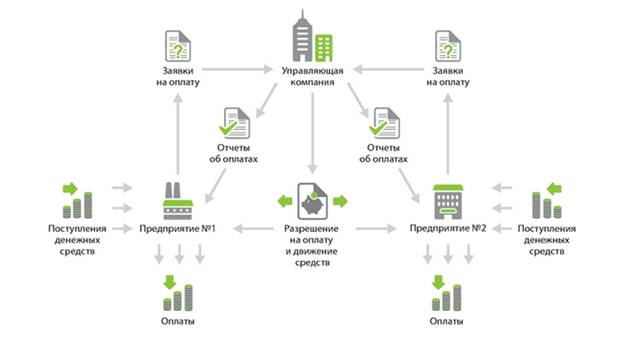 Заявки
на оплату
Управляющая
компания
Заявки
на оплату
Отчеты
об оплатах
Отчеты
об оплатах
Поступления
денежных
средств
Предприятие №1
Разрешение
на оплату
и движение
средств
Предприятие №2
Поступления
денежных
средств
Оплаты
Оплаты